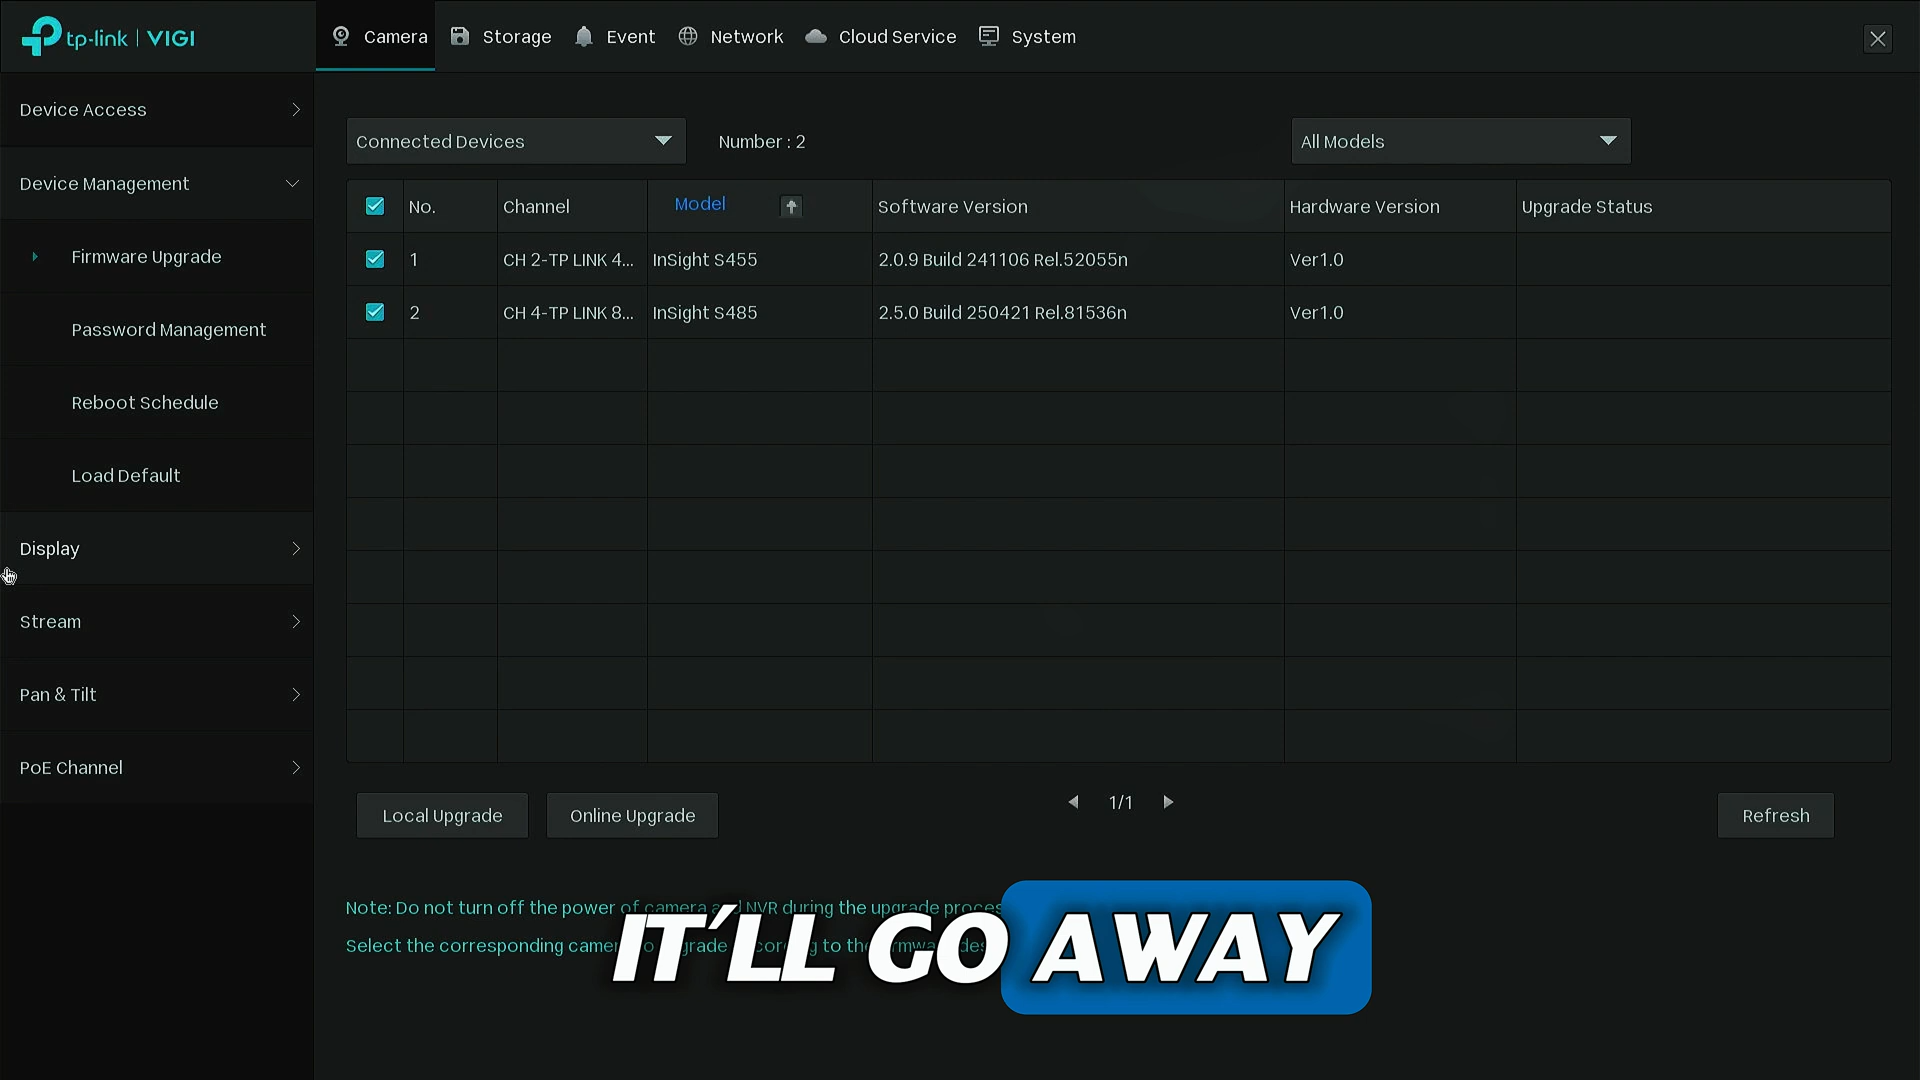 tp-link | VIGI
Camera
Storage
Event
Network
Cloud Service
System
Device Access
Device Management
Firmware Upgrade
Password Management
Reboot Schedule
Load Default
Display
Stream
Pan & Tilt
PoE Channel
Connected Devices
Number : 2
All Models
No. Channel Model Software Version Hardware Version Upgrade Status
1 CH 2-TP LINK 4... InSight S455 2.0.9 Build 241106 Rel.52055n Ver1.0
2 CH 4-TP LINK 8... InSight S485 2.5.0 Build 250421 Rel.81536n Ver1.0
Local Upgrade
Online Upgrade
1/1
Refresh
Note: Do not turn off the power of camera and NVR during the upgrade
Select the corresponding to the
IT'LL GO AWAY